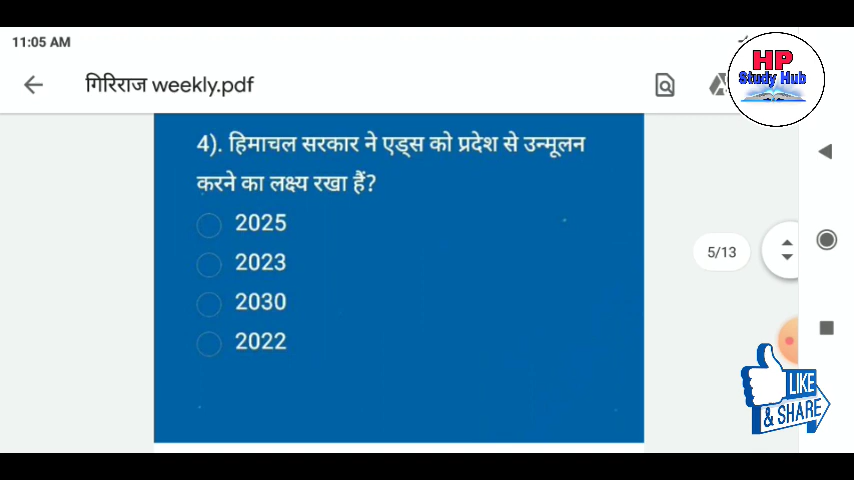 11:05 AM
गिरिराज weekly.pdf
HP
Study Hub
4). हिमाचल सरकार ने एड्स को प्रदेश से उन्मूलन
करने का लक्ष्य रखा हैं?
2025
2023
2030
2022
5/13
LIKE
& SHARE